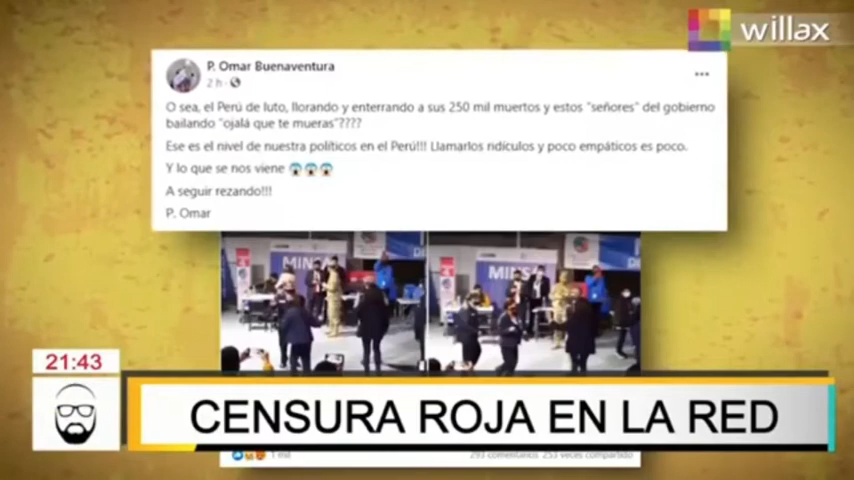 willax
P. Omar Buenaventura
2 h
O sea, el Perú de luto, llorando y enterrando a sus 250 mil muertos y estos "señores" del gobierno
bailando "ojalá que te mueras"????
Ese es el nivel de nuestra políticos en el Perú!!! Llamarlos ridículos y poco empáticos es poco.
Y lo que se nos viene 😱😱😱
A seguir rezando!!!
P. Omar
MINSA
21:43
CENSURA ROJA EN LA RED
1 mil
293 comentarios 253 veces compartido